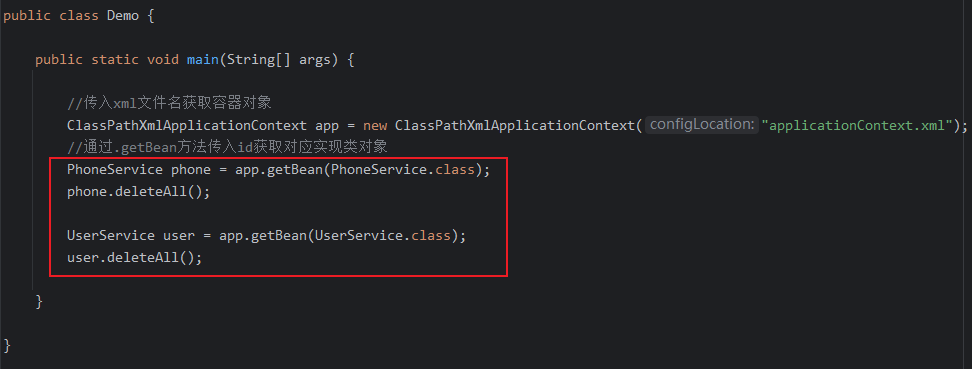 public class Demo {
public static void main(String[] args) {
//传入xml文件名获取容器对象
ClassPathXmlApplicationContext app = new ClassPathXmlApplicationContext( configLocation: "applicationContext.xml");
//通过.getBean方法传入id获取对应实现类对象
PhoneService phone = app.getBean(PhoneService.class);
phone.deleteAll();
UserService user = app.getBean(UserService.class);
user.deleteAll();
}
}